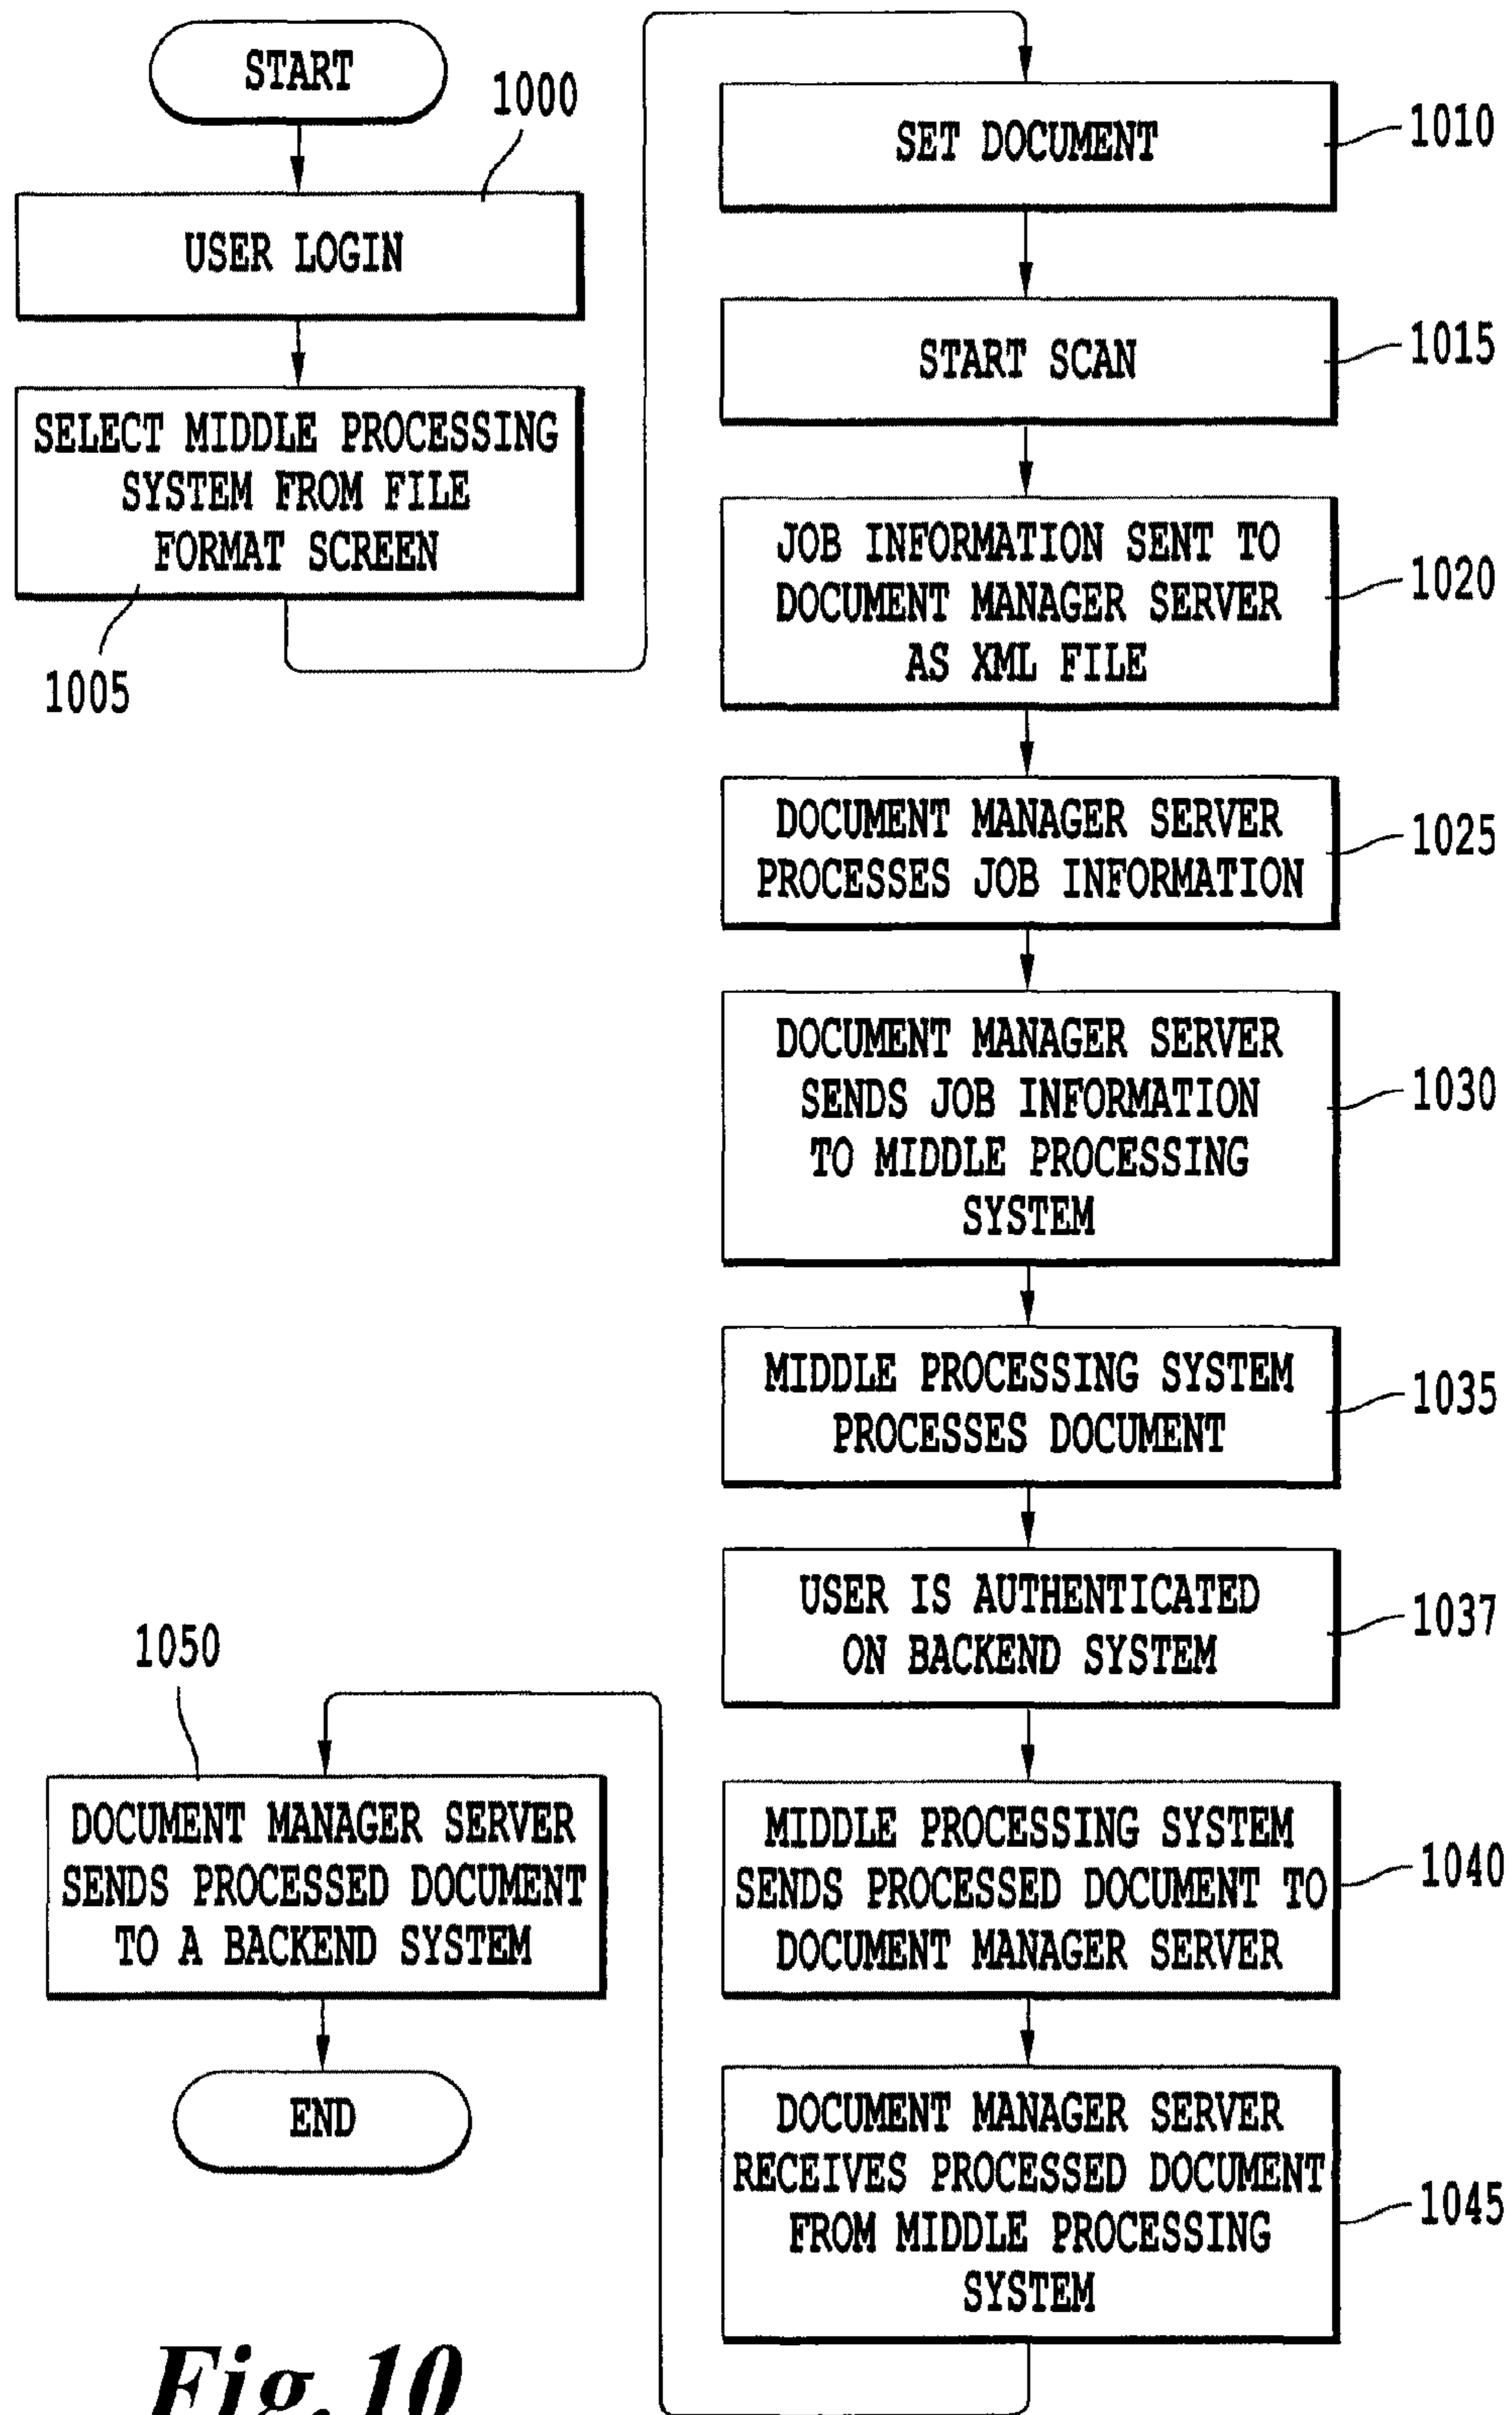 START
1000
USER LOGIN
SELECT MIDDLE PROCESSING
SYSTEM FROM FILE
FORMAT SCREEN
1005
SET DOCUMENT
1010
START SCAN
1015
JOB INFORMATION SENT TO
DOCUMENT MANAGER SERVER
AS XML FILE
1020
DOCUMENT MANAGER SERVER
PROCESSES JOB INFORMATION
1025
DOCUMENT MANAGER SERVER
SENDS JOB INFORMATION
TO MIDDLE PROCESSING
SYSTEM
1030
MIDDLE PROCESSING SYSTEM
PROCESSES DOCUMENT
1035
USER IS AUTHENTICATED
ON BACKEND SYSTEM
1037
MIDDLE PROCESSING SYSTEM
SENDS PROCESSED DOCUMENT TO
DOCUMENT MANAGER SERVER
1040
DOCUMENT MANAGER SERVER
RECEIVES PROCESSED DOCUMENT
FROM MIDDLE PROCESSING
SYSTEM
1045
1050
DOCUMENT MANAGER SERVER
SENDS PROCESSED DOCUMENT
TO A BACKEND SYSTEM
END
Fig. 10